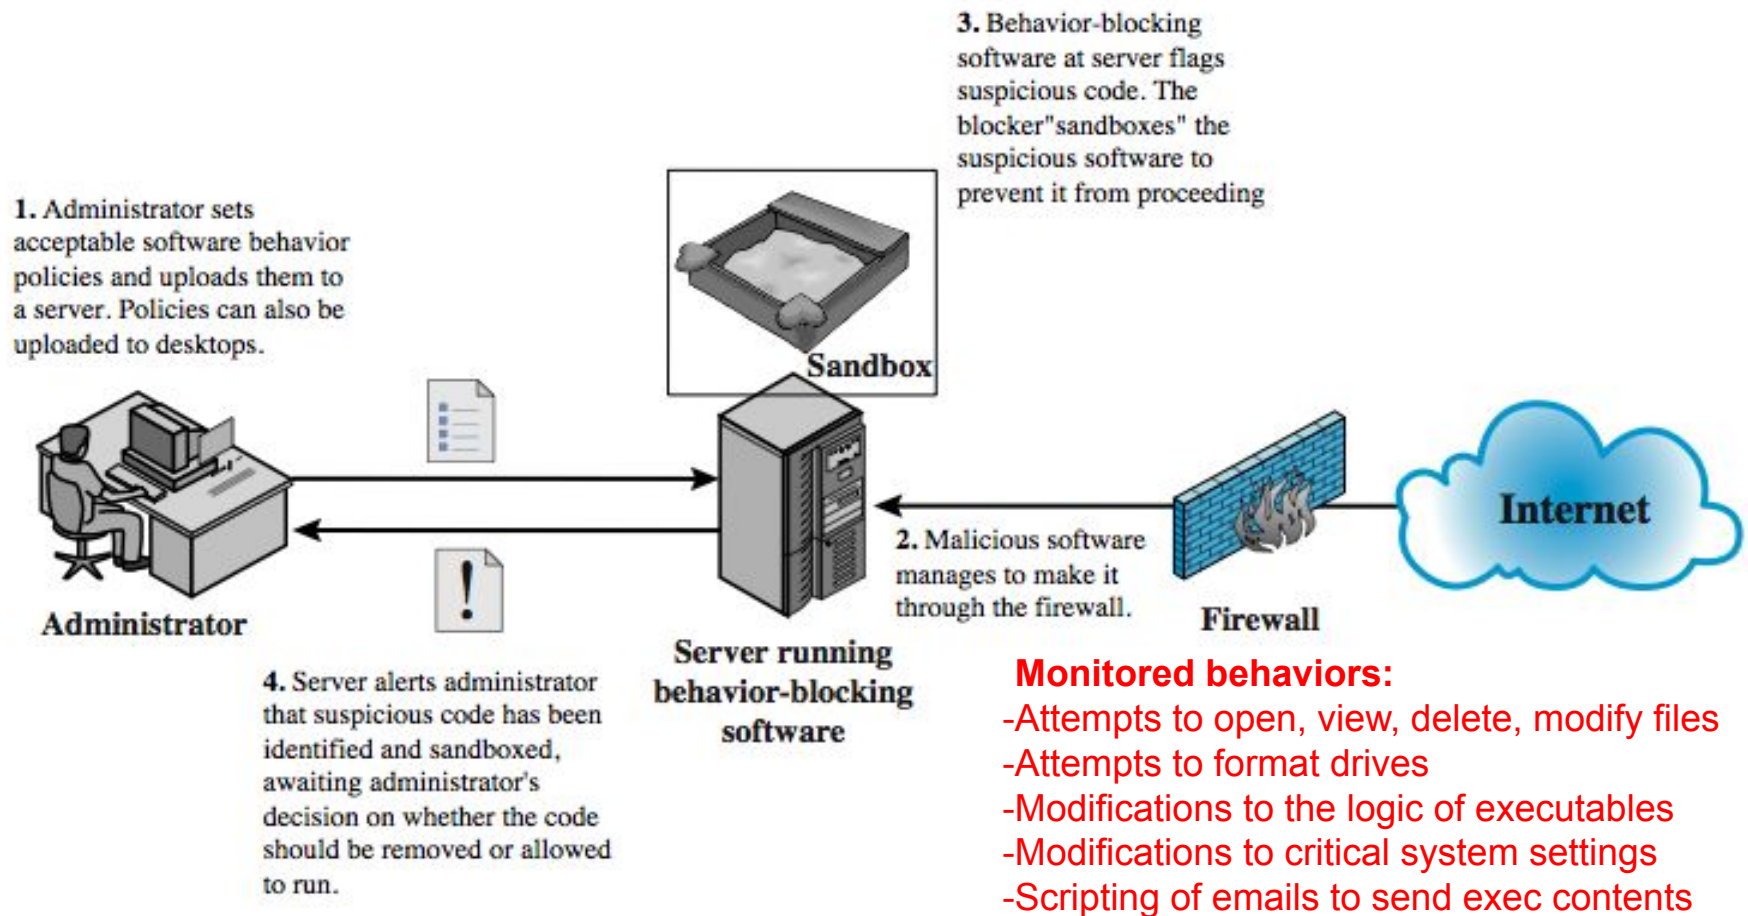 1. Administrator sets
acceptable software behavior
policies and uploads them to
a server. Policies can also be
uploaded to desktops.
3. Behavior-blocking
software at server flags
suspicious code. The
blocker"sandboxes" the
suspicious software to
prevent it from proceeding
Sandbox
Internet
2. Malicious software
manages to make it
through the firewall.
Firewall
Administrator
Server running
behavior-blocking
software
4. Server alerts administrator
that suspicious code has been
identified and sandboxed,
awaiting administrator's
decision on whether the code
should be removed or allowed
to run.
!
Monitored behaviors:
-Attempts to open, view, delete, modify files
-Attempts to format drives
-Modifications to the logic of executables
-Modifications to critical system settings
-Scripting of emails to send exec contents